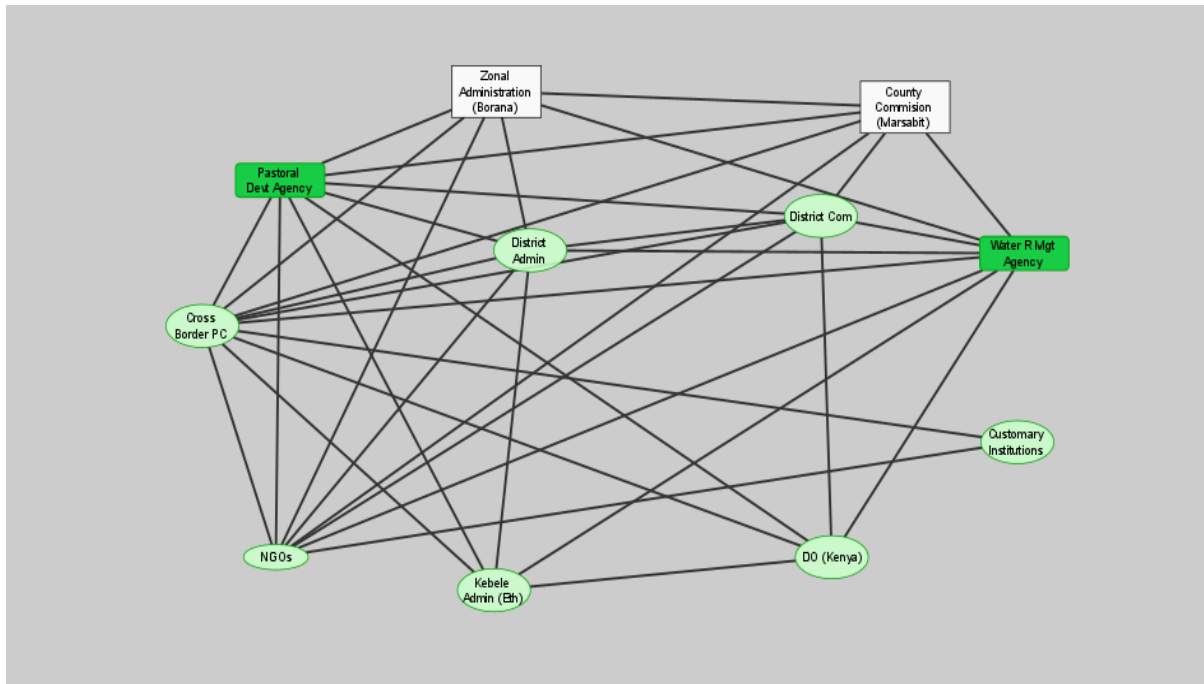 Zonal
Administration
(Borana)
County
Commision
(Marsabit)
Pastoral
Devt Agency
District Com
District
Admin
Water R Mgt
Agency
Cross
Border PC
Customary
Institutions
NGOs
DO (Kenya)
Kebele
Admin (Eth)